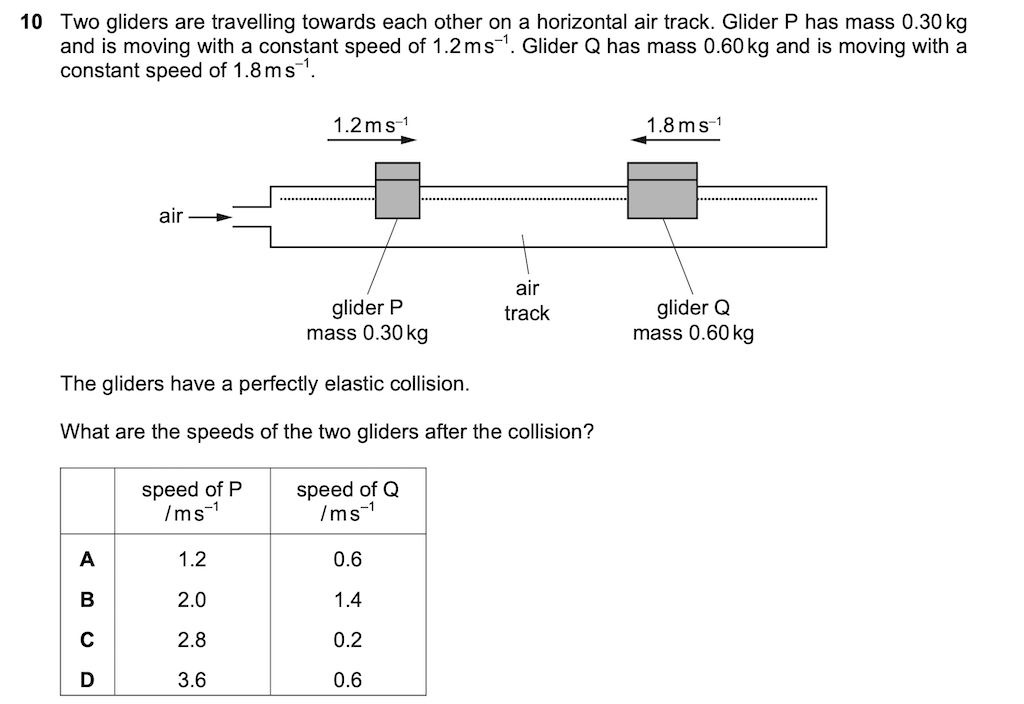 10 Two gliders are travelling towards each other on a horizontal air track. Glider P has mass 0.30 kg
and is moving with a constant speed of 1.2 m s⁻¹. Glider Q has mass 0.60 kg and is moving with a
constant speed of 1.8 m s⁻¹.
1.2 m s⁻¹ 1.8 m s⁻¹
air
air
track
glider P
mass 0.30 kg
glider Q
mass 0.60 kg
The gliders have a perfectly elastic collision.
What are the speeds of the two gliders after the collision?
speed of P
/ m s⁻¹
speed of Q
/ m s⁻¹
A 1.2 0.6
B 2.0 1.4
C 2.8 0.2
D 3.6 0.6